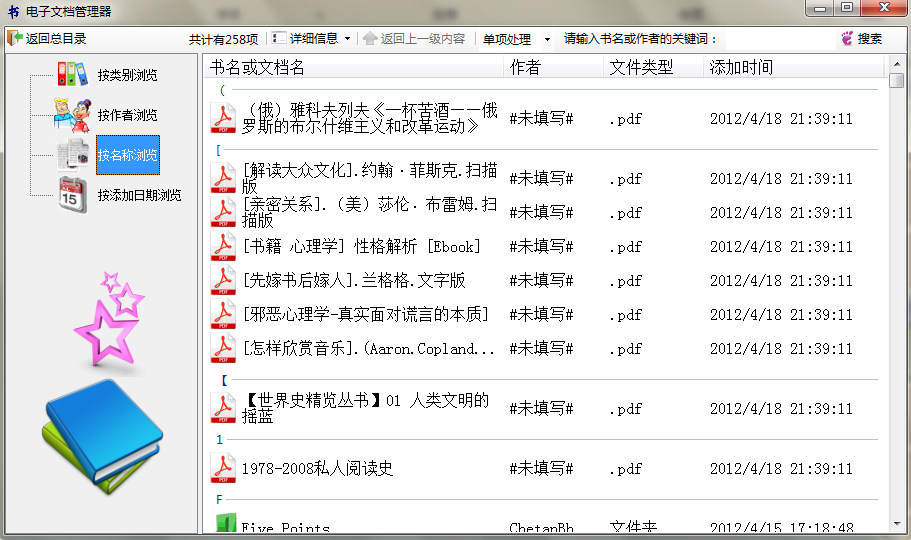 书 电子文档管理器
返回总目录 共计有258项 详细信息 返回上一级内容 单项处理 请输入书名或作者的关键词： 搜索
按类别浏览
按作者浏览
按名称浏览
15
按添加日期浏览
书名或文档名 作者 文件类型 添加时间
(
（俄）雅科夫列夫《一杯苦酒——俄
罗斯的布尔什维主义和改革运动》 #未填写# .pdf 2012/4/18 21:39:11
[
[解读大众文化].约翰·菲斯克.扫描
版 #未填写# .pdf 2012/4/18 21:39:11
[亲密关系].（美）莎伦·布雷姆.扫
描版 #未填写# .pdf 2012/4/18 21:39:11
[书籍 心理学] 性格解析 [Ebook] #未填写# .pdf 2012/4/18 21:39:11
[先嫁书后嫁人].兰格格.文字版 #未填写# .pdf 2012/4/18 21:39:11
[邪恶心理学-真实面对谎言的本质] #未填写# .pdf 2012/4/18 21:39:11
[怎样欣赏音乐].(Aaron.Copland... #未填写# .pdf 2012/4/18 21:39:11
【
【世界史精览丛书】01 人类文明的
摇蓝 #未填写# .pdf 2012/4/18 21:39:11
1
1978-2008私人阅读史 #未填写# .pdf 2012/4/18 21:39:11
F
Five Points ChetanBh 文件夹 2012/4/15 17:18:48